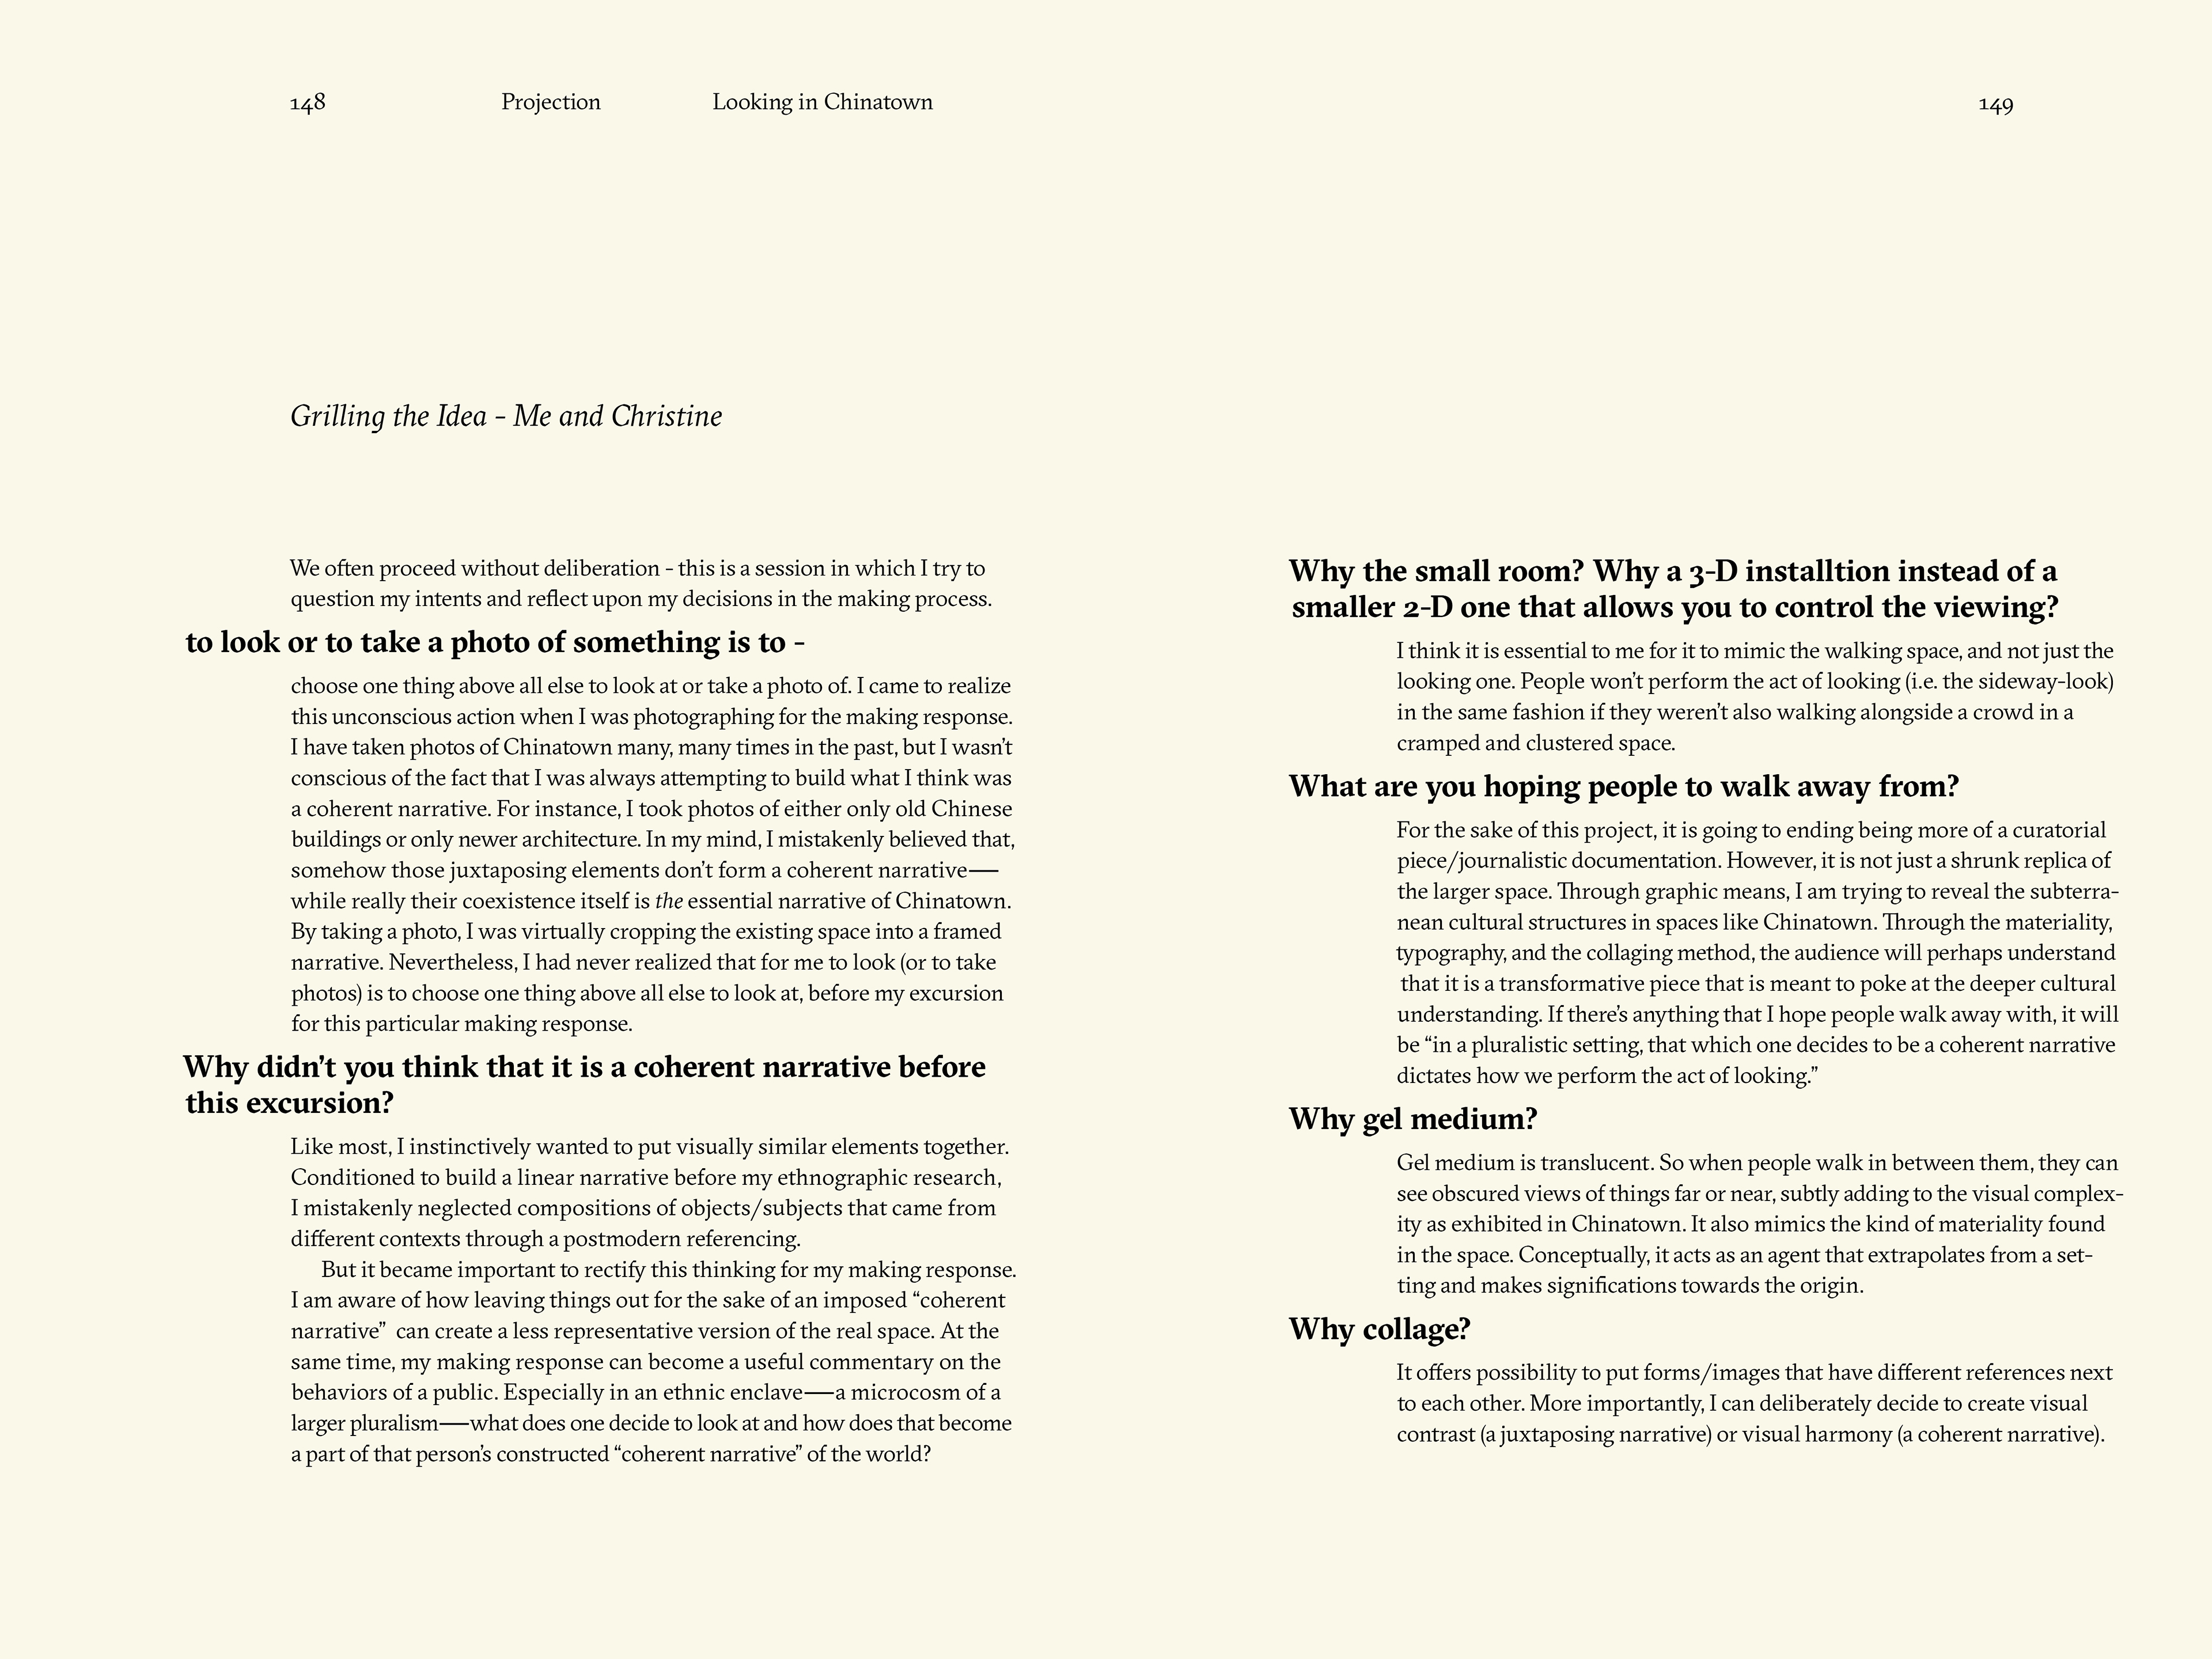 148 Projection Looking in Chinatown
Grilling the Idea - Me and Christine
We often proceed without deliberation - this is a session in which I try to
question my intents and reflect upon my decisions in the making process.
to look or to take a photo of something is to -
choose one thing above all else to look at or take a photo of. I came to realize
this unconscious action when I was photographing for the making response.
I have taken photos of Chinatown many, many times in the past, but I wasn’t
conscious of the fact that I was always attempting to build what I think was
a coherent narrative. For instance, I took photos of either only old Chinese
buildings or only newer architecture. In my mind, I mistakenly believed that,
somehow those juxtaposing elements don’t form a coherent narrative—
while really their coexistence itself is the essential narrative of Chinatown.
By taking a photo, I was virtually cropping the existing space into a framed
narrative. Nevertheless, I had never realized that for me to look (or to take
photos) is to choose one thing above all else to look at, before my excursion
for this particular making response.
Why didn’t you think that it is a coherent narrative before
this excursion?
Like most, I instinctively wanted to put visually similar elements together.
Conditioned to build a linear narrative before my ethnographic research,
I mistakenly neglected compositions of objects/subjects that came from
different contexts through a postmodern referencing.
But it became important to rectify this thinking for my making response.
I am aware of how leaving things out for the sake of an imposed “coherent
narrative” can create a less representative version of the real space. At the
same time, my making response can become a useful commentary on the
behaviors of a public. Especially in an ethnic enclave—a microcosm of a
larger pluralism—what does one decide to look at and how does that become
a part of that person’s constructed “coherent narrative” of the world?
149
Why the small room? Why a 3-D installtion instead of a
smaller 2-D one that allows you to control the viewing?
I think it is essential to me for it to mimic the walking space, and not just the
looking one. People won’t perform the act of looking (i.e. the sideway-look)
in the same fashion if they weren’t also walking alongside a crowd in a
cramped and clustered space.
What are you hoping people to walk away from?
For the sake of this project, it is going to ending being more of a curatorial
piece/journalistic documentation. However, it is not just a shrunk replica of
the larger space. Through graphic means, I am trying to reveal the subterra-
nean cultural structures in spaces like Chinatown. Through the materiality,
typography, and the collaging method, the audience will perhaps understand
that it is a transformative piece that is meant to poke at the deeper cultural
understanding. If there’s anything that I hope people walk away with, it will
be “in a pluralistic setting, that which one decides to be a coherent narrative
dictates how we perform the act of looking.”
Why gel medium?
Gel medium is translucent. So when people walk in between them, they can
see obscured views of things far or near, subtly adding to the visual complex-
ity as exhibited in Chinatown. It also mimics the kind of materiality found
in the space. Conceptually, it acts as an agent that extrapolates from a set-
ting and makes significations towards the origin.
Why collage?
It offers possibility to put forms/images that have different references next
to each other. More importantly, I can deliberately decide to create visual
contrast (a juxtaposing narrative) or visual harmony (a coherent narrative).